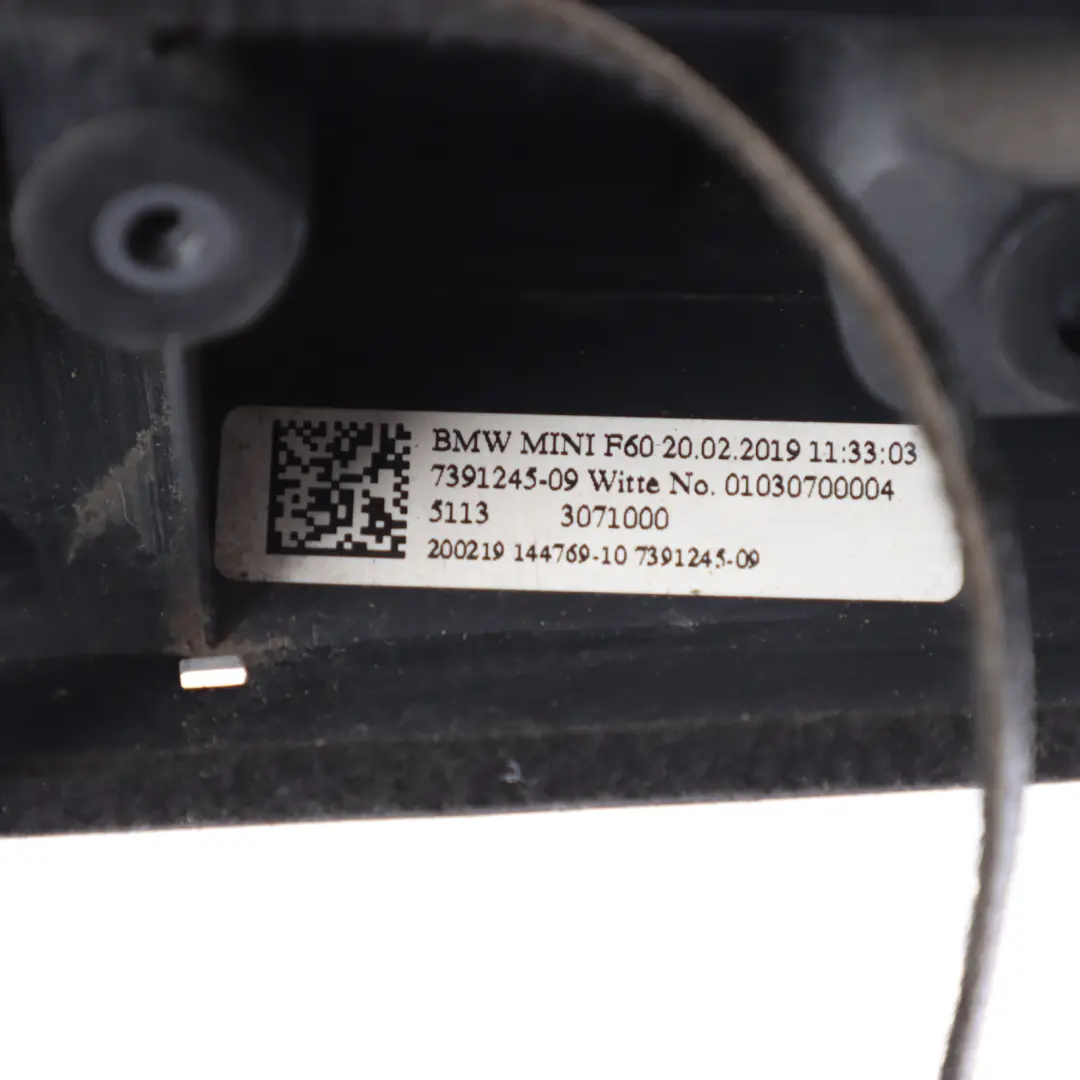 BMW MINI F60 20.02.2019 11:33:03
7391245-09 Witte No. 01030700004
5113 3071000
200219 144769-10 7391245-09